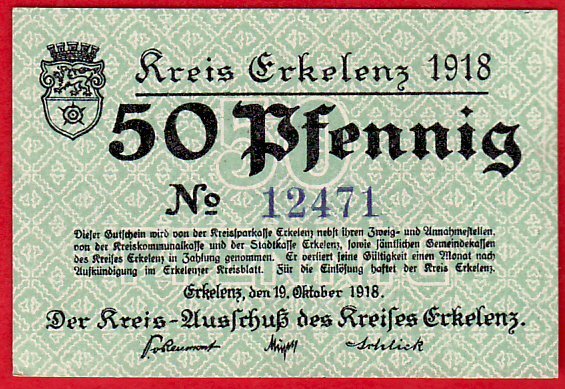 Kreis Erkelenz 1918
50 Pfennig
No 12471
Dieser Gutschein wird von der Kreissparkasse Erkelenz nebst ihren Zweig- und Annahmestellen,
von der Kreiskommunalkasse und der Stadtkasse Erkelenz, sowie sämtlichen Gemeindekassen
des Kreises Erkelenz in Zahlung genommen. Er verliert seine Gültigkeit einen Monat nach
Aufkündigung im Erkelenzer Kreisblatt. Für die Einlösung haftet der Kreis Erkelenz.
Erkelenz, den 19. Oktober 1918.
Der Kreis-Ausschuß des Kreises Erkelenz.